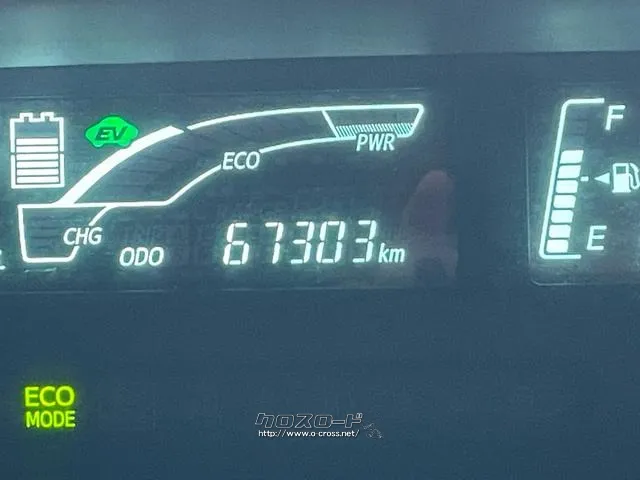 EV
F
PWR
ECO
CHG
E
ODO 67303 km
ECO
MODE
クロスロード
http://www.o-cross.net/